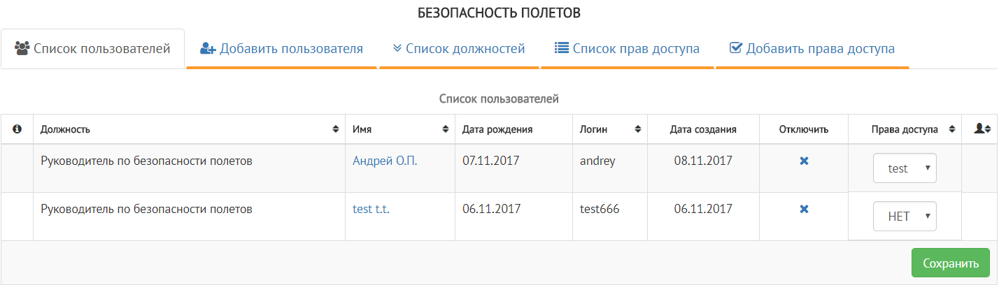 БЕЗОПАСНОСТЬ ПОЛЕТОВ
Список пользователей Добавить пользователя Список должностей Список прав доступа Добавить права доступа
Список пользователей
Должность Имя Дата рождения Логин Дата создания Отключить Права доступа
Руководитель по безопасности полетов Андрей О.П. 07.11.2017 andrey 08.11.2017 test
Руководитель по безопасности полетов test t.t. 06.11.2017 test666 06.11.2017 НЕТ
Сохранить